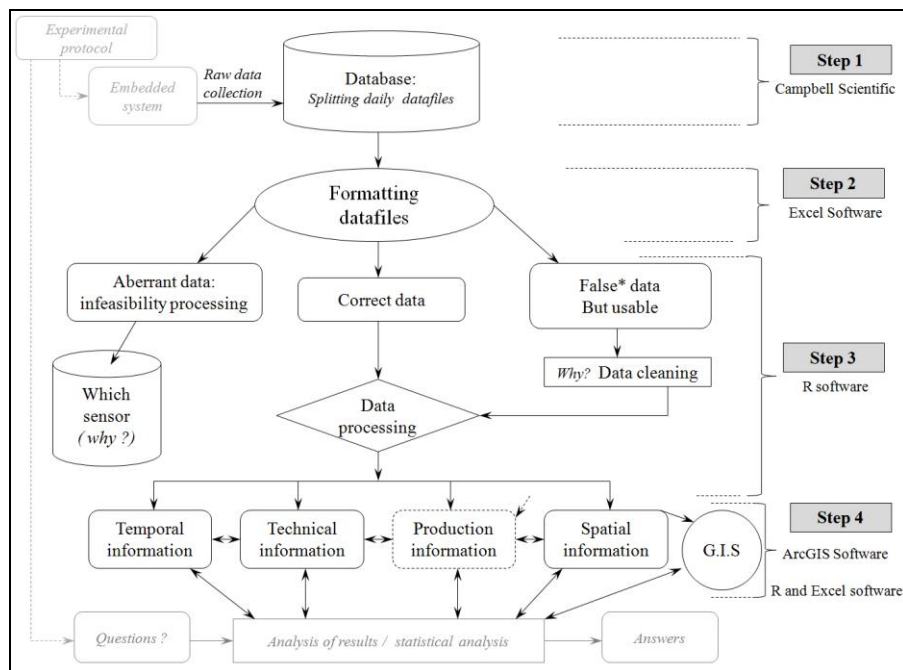 Experimental
protocol
Embedded
system
Raw data
collection
Database:
Splitting daily datafiles
Step 1
Campbell Scientific
Formatting
datafiles
Step 2
Excel Software
Aberrant data:
infeasibility processing
Correct data
False* data
But usable
Why? Data cleaning
Which
sensor
( why ?)
Data
processing
Step 3
R software
Temporal
information
Technical
information
Production
information
Spatial
information
G.I.S
Step 4
ArcGIS Software
R and Excel software
Questions ?
Analysis of results / statistical analysis
Answers